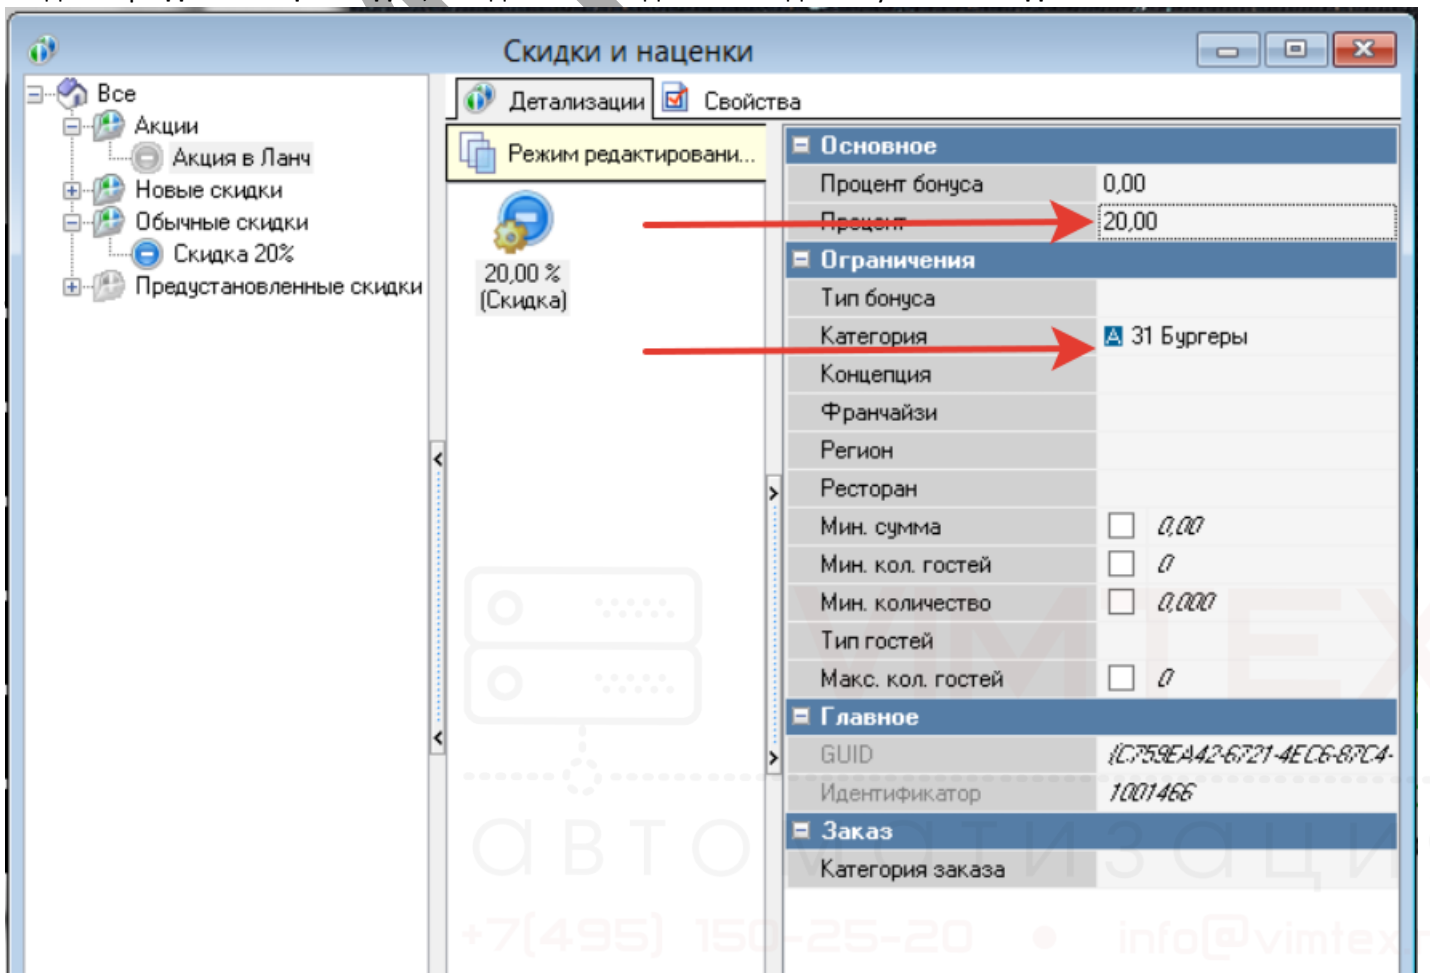 Скидки и наценки
Все
Акции
Акция в Ланч
Новые скидки
Обычные скидки
Скидка 20%
Предустановленные скидки
Детализации
Свойства
Режим редактировани...
20,00 %
(Скидка)
Основное
Процент бонуса 0,00
Процент 20,00
Ограничения
Тип бонуса
Категория A 31 Бургеры
Концепция
Франчайзи
Регион
Ресторан
Мин. сумма 0,00
Мин. кол. гостей 0
Мин. количество 0,000
Тип гостей
Макс. кол. гостей 0
Главное
GUID {C759EA42-6721-4EC6-87C4-
Идентификатор 1001466
Заказ
Категория заказа
VIMTEX
автоматизаци
+7(495) 150-25-20 • info@vimtex.r